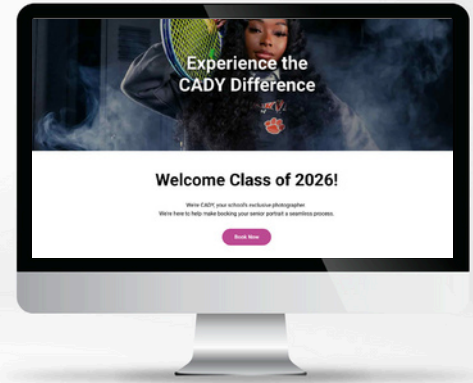 Experience the
CADY Difference
Welcome Class of 2026!
We're CADY, your school's exclusive photographer.
We're here to help make booking your senior portrait a seamless process.
Book Now